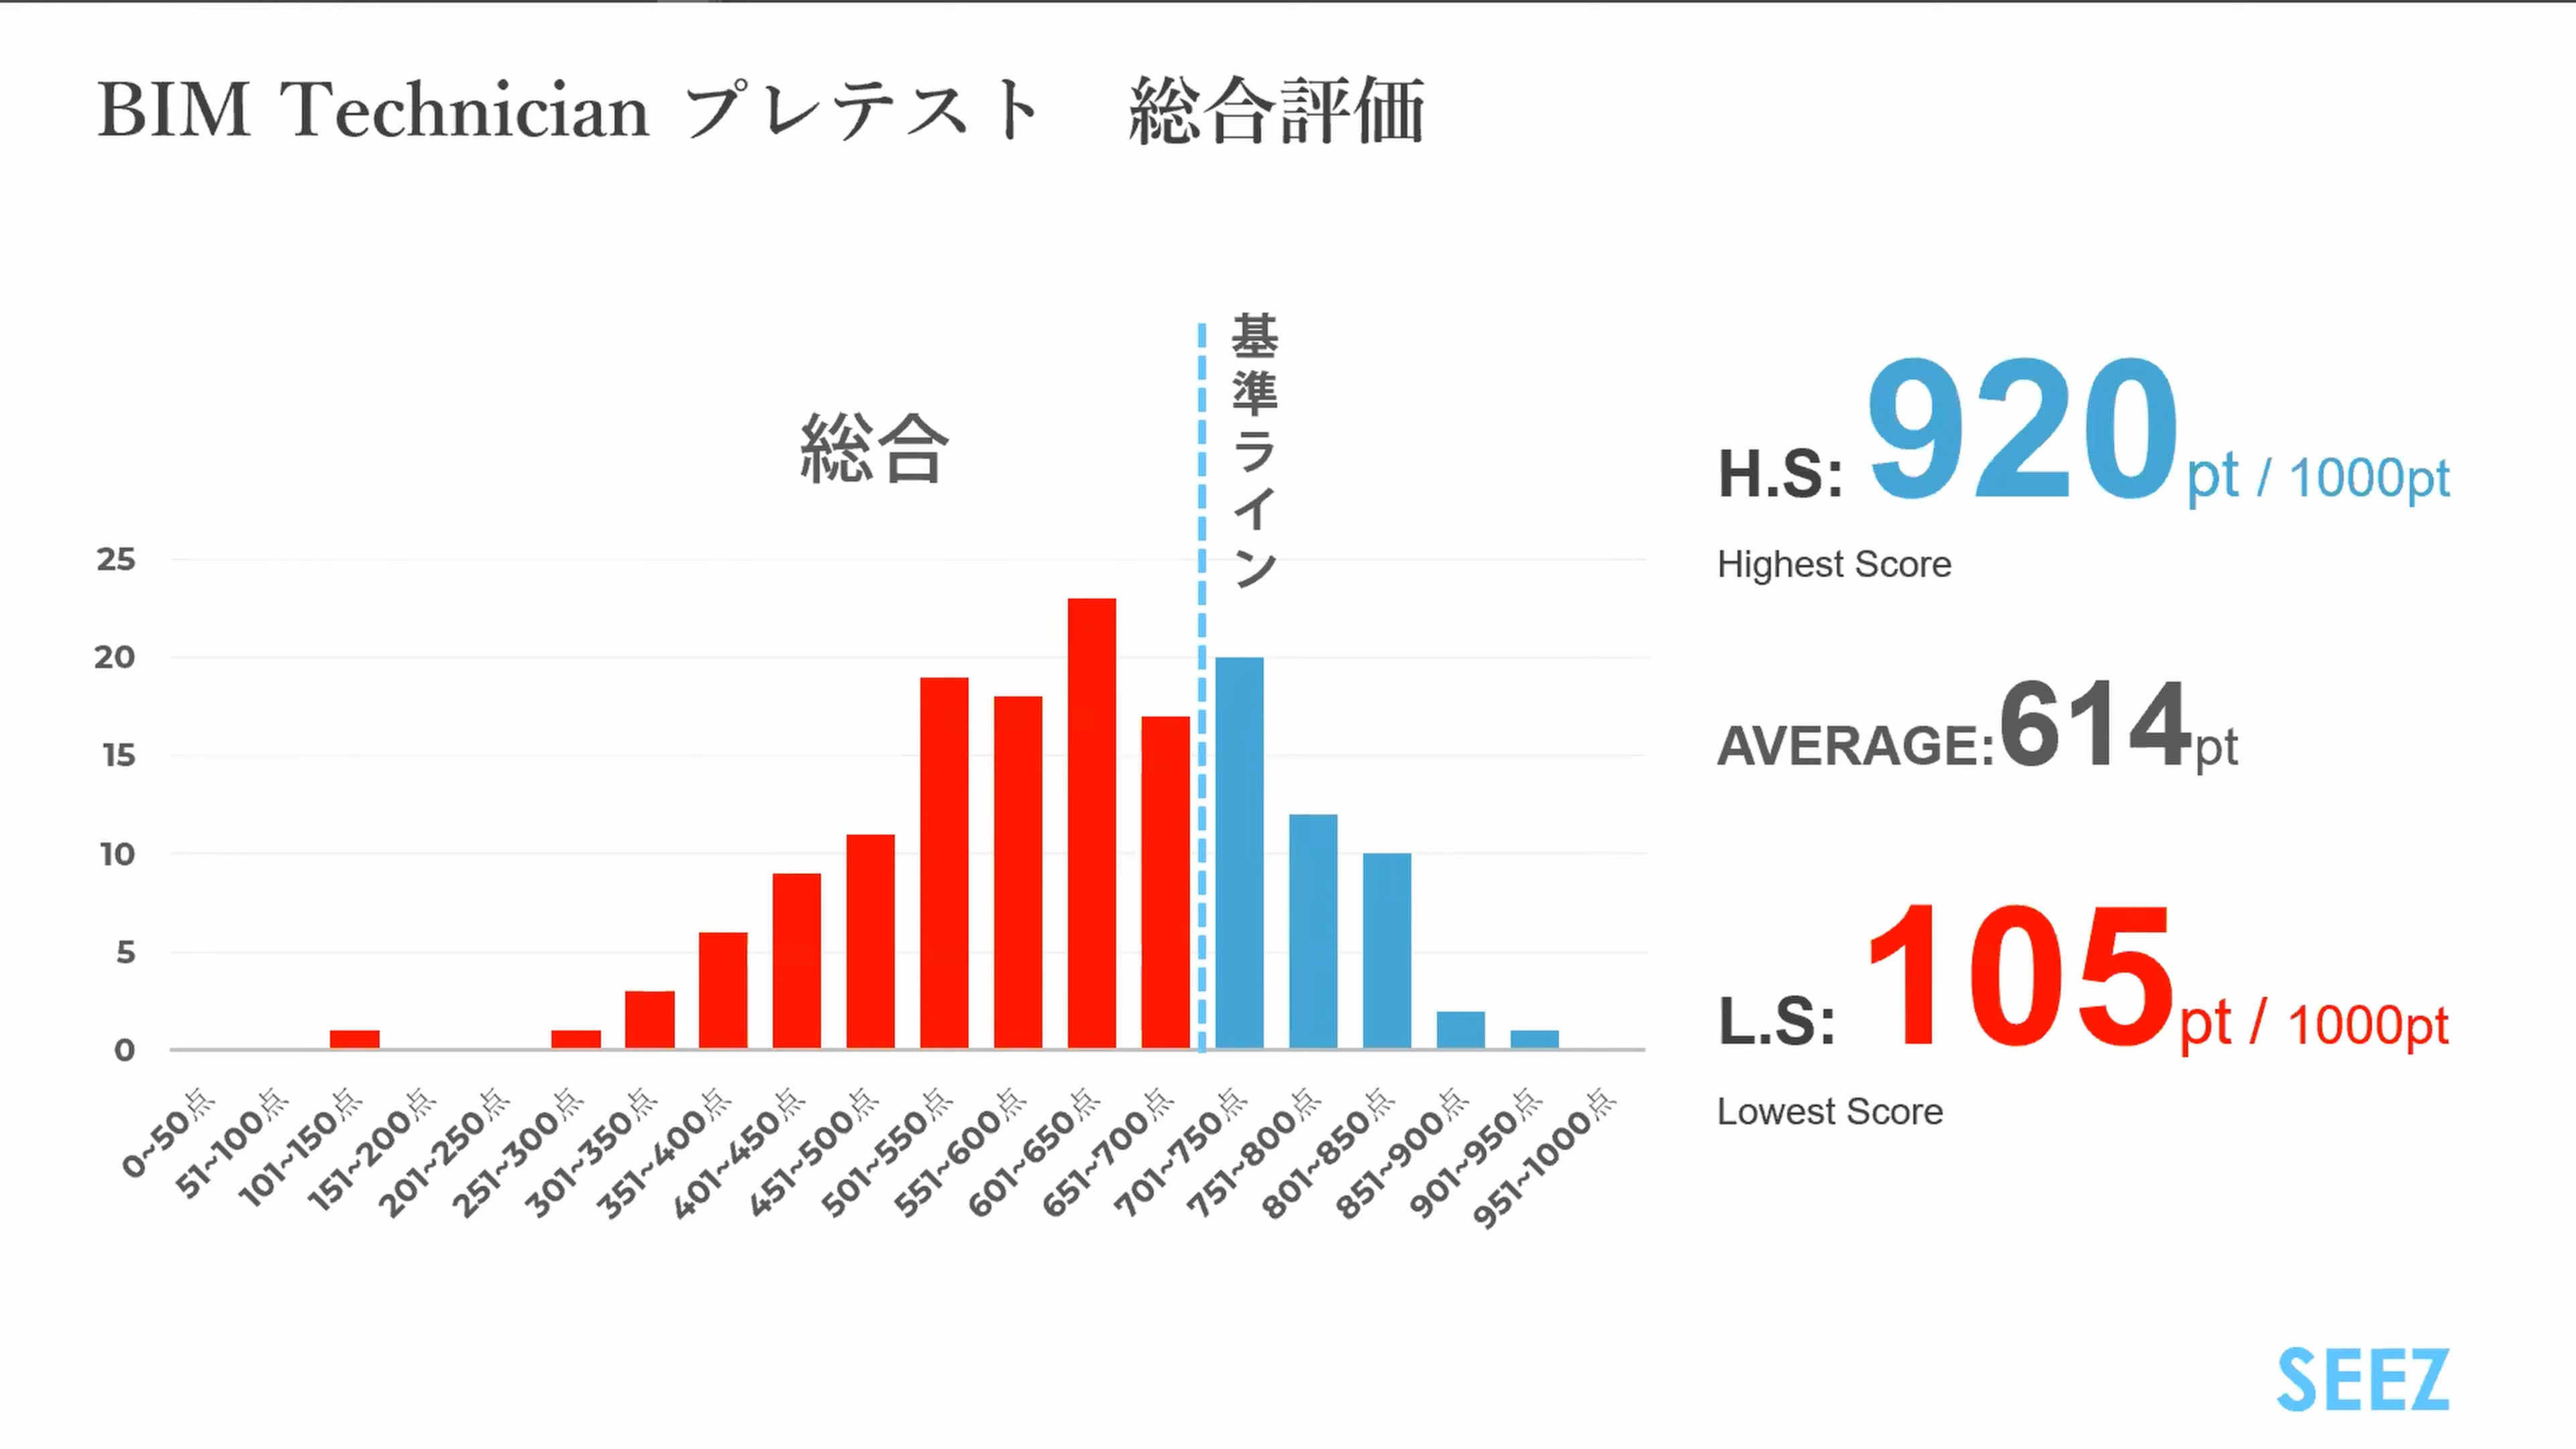 BIM Technician プレテスト　総合評価
基準ライン
総合
H.S: 920pt / 1000pt
Highest Score
AVERAGE:614pt
L.S: 105pt / 1000pt
Lowest Score
25
20
15
10
5
0
0~50点
51~100点
101~150点
151~200点
201~250点
251~300点
301~350点
351~400点
401~450点
451~500点
501~550点
551~600点
601~650点
651~700点
701~750点
751~800点
801~850点
851~900点
901~950点
951~1000点
SEEZ